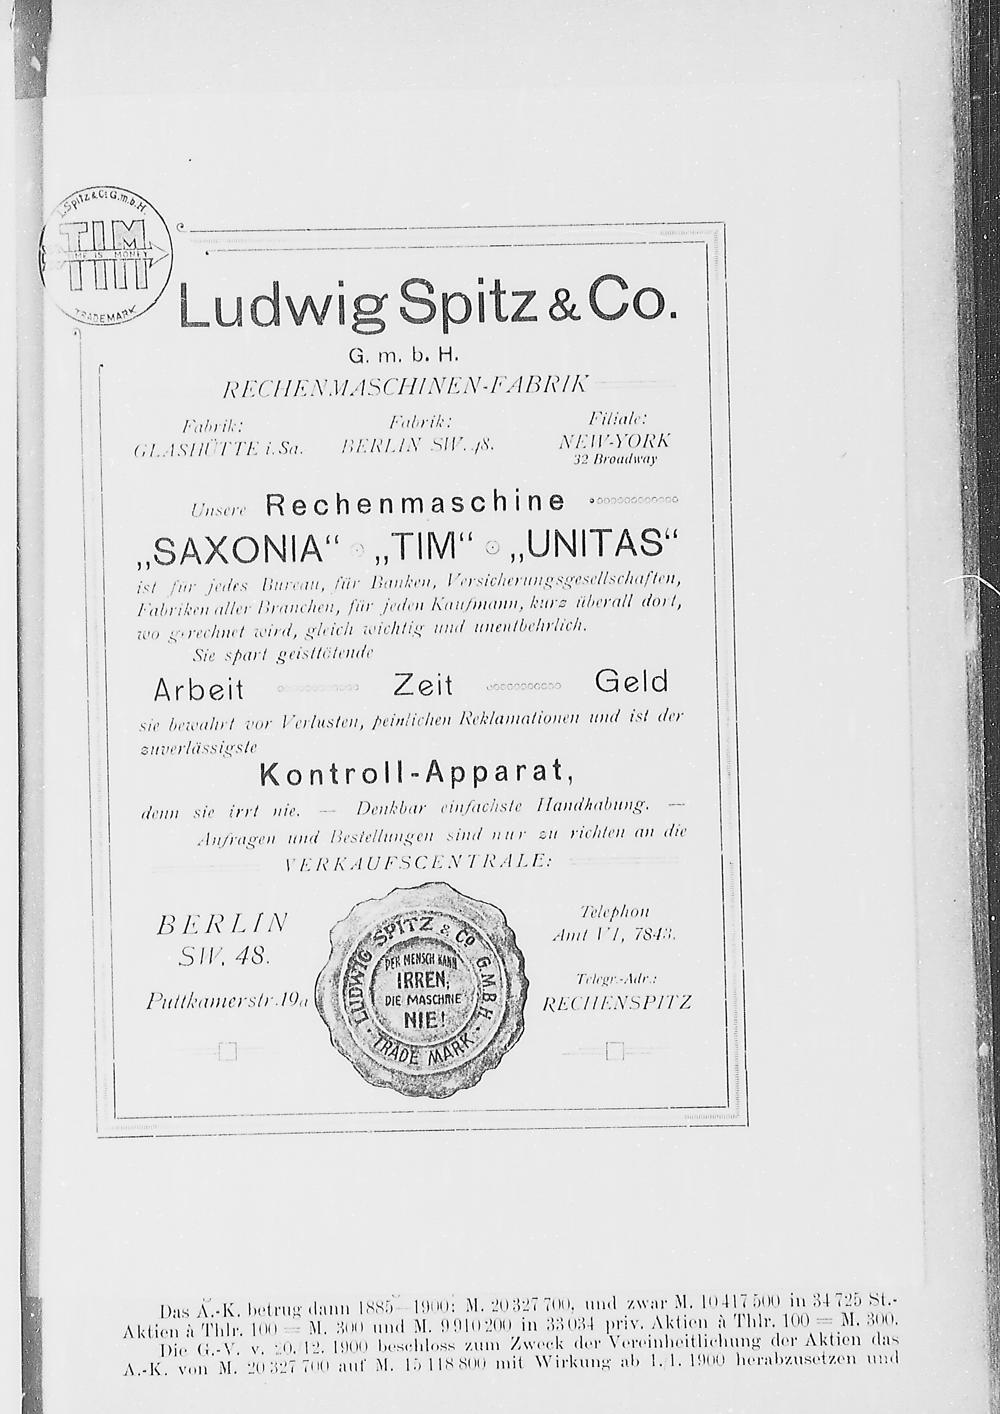 L. Spitz & Co G.m.b.H.
TIM
TIME IS MONEY
TRADEMARK
Ludwig Spitz & Co.
G. m. b. H.
RECHENMASCHINEN-FABRIK
Fabrik: Fabrik: Filiale:
GLASHÜTTE i. Sa. BERLIN SW. 48. NEW-YORK
32 Broadway
Unsere Rechenmaschine
„SAXONIA“ „TIM“ „UNITAS“
ist für jedes Bureau, für Banken, Versicherungsgesellschaften,
Fabriken aller Branchen, für jeden Kaufmann, kurz überall dort,
wo gerechnet wird, gleich wichtig und unentbehrlich.
Sie spart geisttötende
Arbeit Zeit Geld
sie bewahrt vor Verlusten, peinlichen Reklamationen und ist der
zuverlässigste
Kontroll-Apparat,
denn sie irrt nie. — Denkbar einfachste Handhabung. —
Anfragen und Bestellungen sind nur zu richten an die
VERKAUFSCENTRALE:
BERLIN
SW. 48.
Puttkamerstr. 19a
LUDWIG SPITZ & CO G.M.B.H.
DER MENSCH KANN
IRREN,
DIE MASCHINE
NIE!
TRADE MARK
Telephon
Amt VI, 7843.
Telegr.-Adr.:
RECHENSPITZ
Das A.-K. betrug dann 1885—1900: M. 20 327 700, und zwar M. 10 417 500 in 34 725 St.-
Aktien à Thlr. 100 = M. 300 und M. 9 910 200 in 33 034 priv. Aktien à Thlr. 100 = M. 300.
Die G.-V. v. 20./12. 1900 beschloss zum Zweck der Vereinheitlichung der Aktien das
A.-K. von M. 20 327 700 auf M. 15 118 800 mit Wirkung ab 1./1. 1900 herabzusetzen und